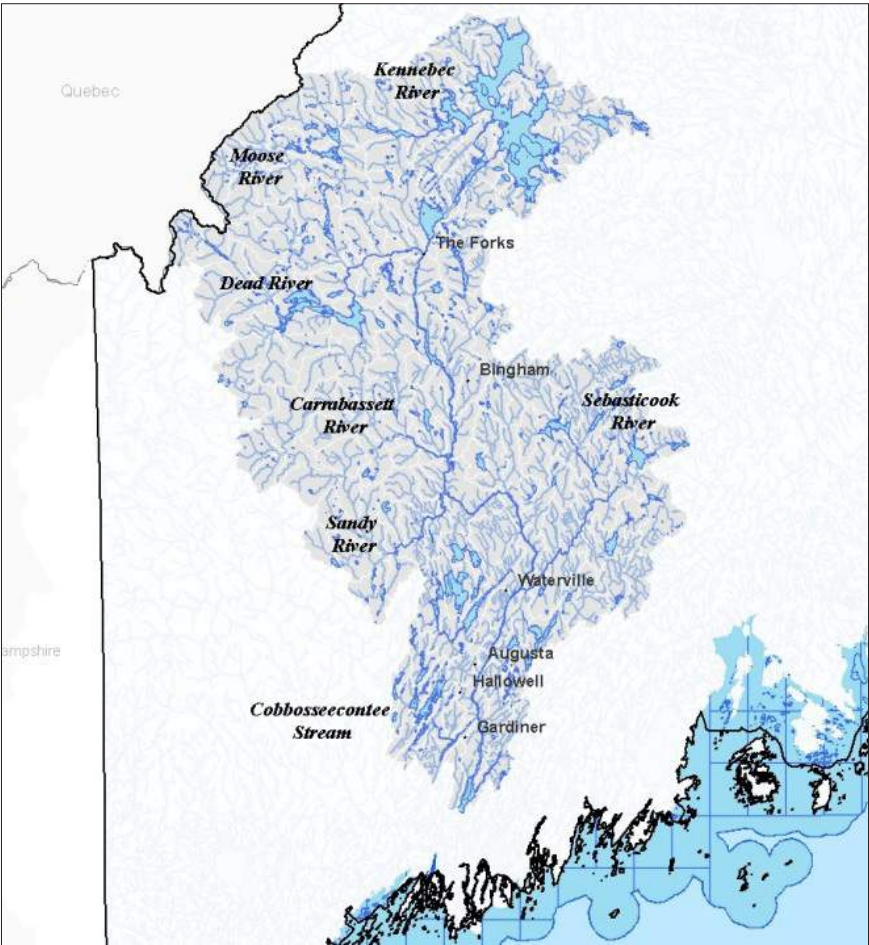 Kennebec
River
Quebec
Moose
River
The Forks
Dead River
Bingham
Carrabassett
River
Sebasticook
River
Sandy
River
Waterville
ampshire
Augusta
Hallowell
Cobbosseecontee
Stream
Gardiner